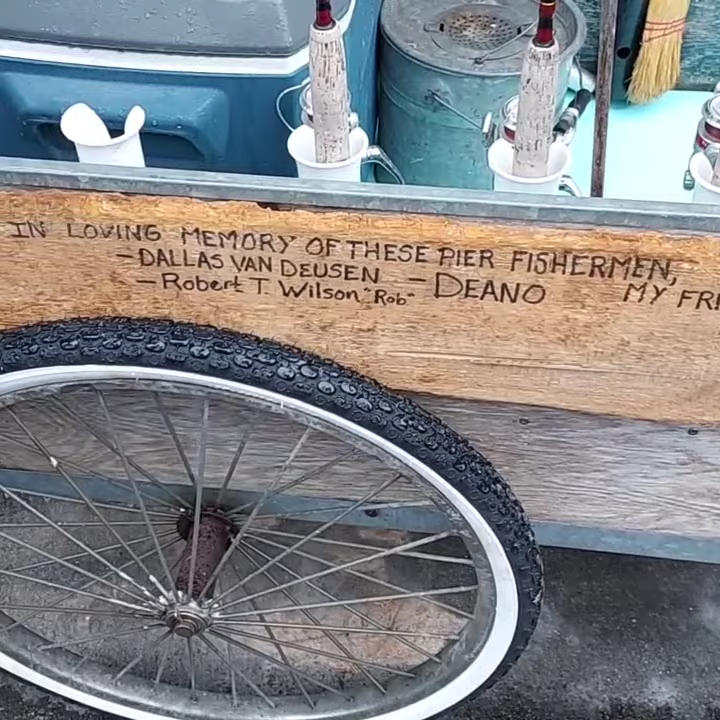 IN LOVING MEMORY OF THESE PIER FISHERMEN,
-DALLAS VAN DEUSEN - DEANO MY
-Robert T. Wilson "Rob"